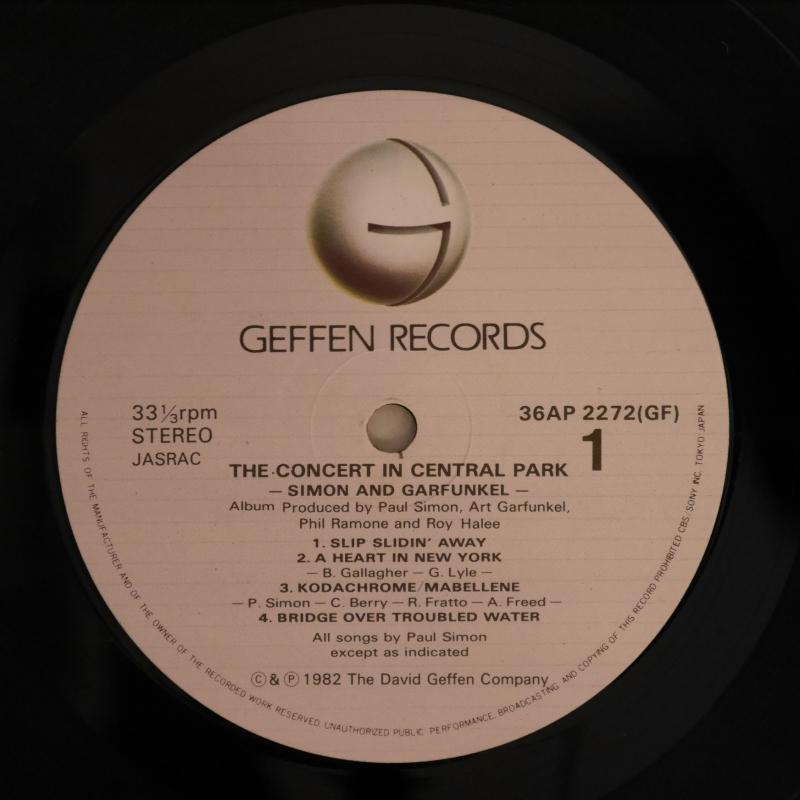 GEFFEN RECORDS
33⅓rpm
STEREO
JASRAC
36AP 2272(GF)
1
THE CONCERT IN CENTRAL PARK
— SIMON AND GARFUNKEL —
Album Produced by Paul Simon, Art Garfunkel,
Phil Ramone and Roy Halee
1. SLIP SLIDIN' AWAY
2. A HEART IN NEW YORK
— B. Gallagher — G. Lyle —
3. KODACHROME/MABELLENE
— P. Simon — C. Berry — R. Fratto — A. Freed —
4. BRIDGE OVER TROUBLED WATER
All songs by Paul Simon
except as indicated
©&℗1982 The David Geffen Company
ALL RIGHTS OF THE MANUFACTURER AND OF THE OWNER OF THE RECORDED WORK RESERVED. UNAUTHORIZED PUBLIC PERFORMANCE, BROADCASTING AND COPYING OF THIS RECORD PROHIBITED CBS/SONY INC. TOKYO JAPAN